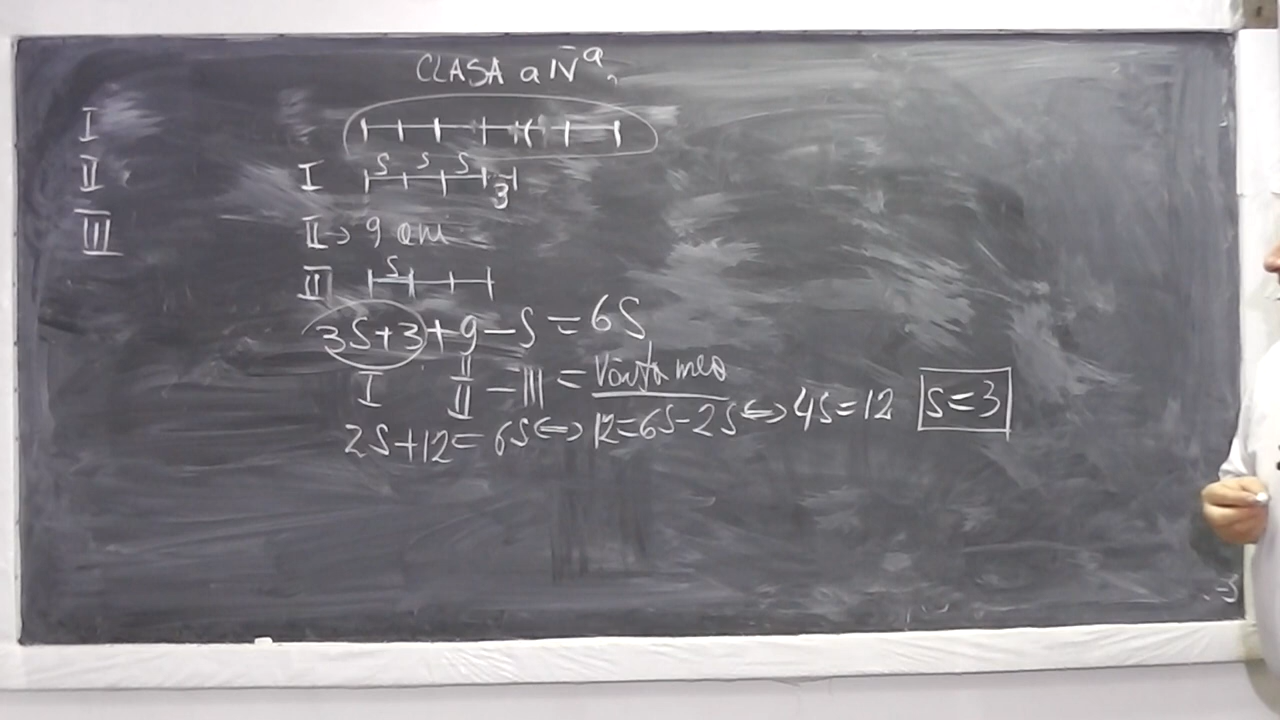 CLASA a IV a
I
II
III
I S S S 3
II → 9 ani
III S
3S+3+9-S=6S
I II - III = Vârsta mea
2S+12=6S⇔12=6S-2S⇔4S=12 S=3